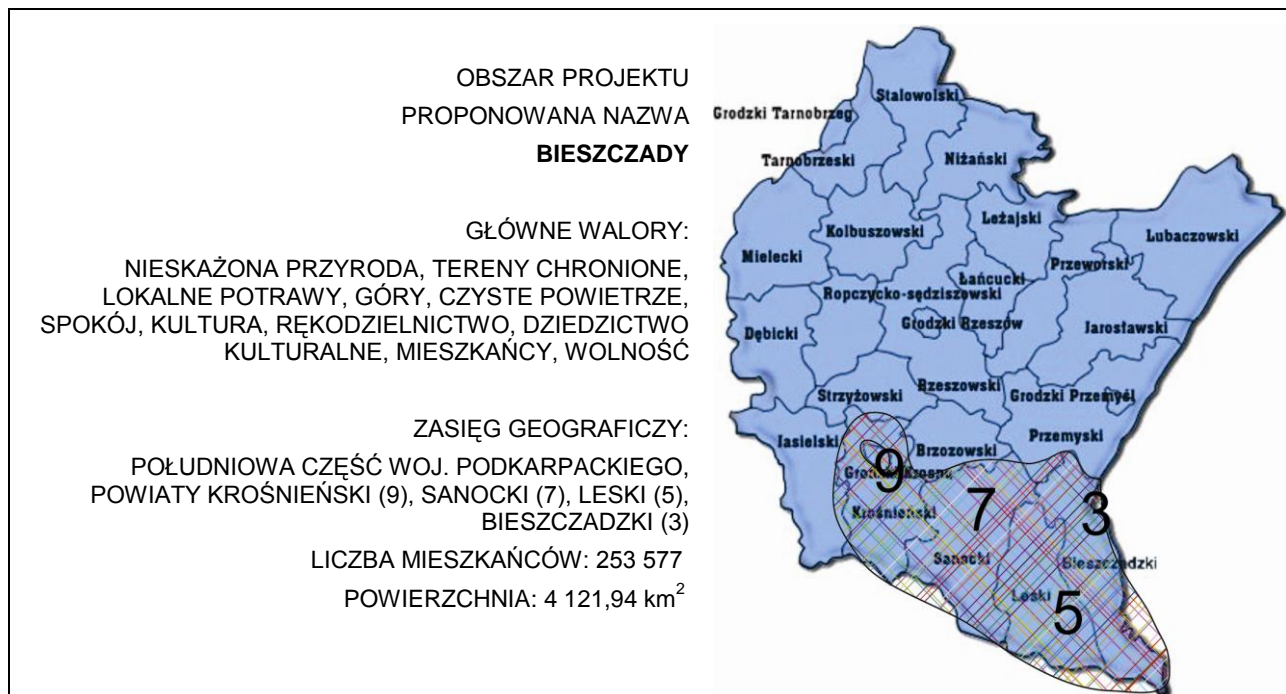 OBSZAR PROJEKTU
PROPONOWANA NAZWA
BIESZCZADY
GŁÓWNE WALORY:
NIESKAŻONA PRZYRODA, TERENY CHRONIONE,
LOKALNE POTRAWY, GÓRY, CZYSTE POWIETRZE,
SPOKÓJ, KULTURA, RĘKODZIELNICTWO, DZIEDZICTWO
KULTURALNE, MIESZKAŃCY, WOLNOŚĆ
ZASIĘG GEOGRAFICZY:
POŁUDNIOWA CZĘŚĆ WOJ. PODKARPACKIEGO,
POWIATY KROŚNIEŃSKI (9), SANOCKI (7), LESKI (5),
BIESZCZADZKI (3)
LICZBA MIESZKAŃCÓW: 253 577
POWIERZCHNIA: 4 121,94 km²
Stalowolski
Grodzki Tarnobrzeg
Tarnobrzeski
Niżański
Leżajski
Kolbuszowski
Lubaczowski
Mielecki
Przeworski
Łańcucki
Ropczycko-sędziszowski
Grodzki Rzeszów
Jarosławski
Dębicki
Rzeszowski
Strzyżowski
Grodzki Przemyśl
Jasielski
Brzozowski
Przemyski
9
7
3
Krośnieński
Sanocki
Bieszczadzki
Leski
5